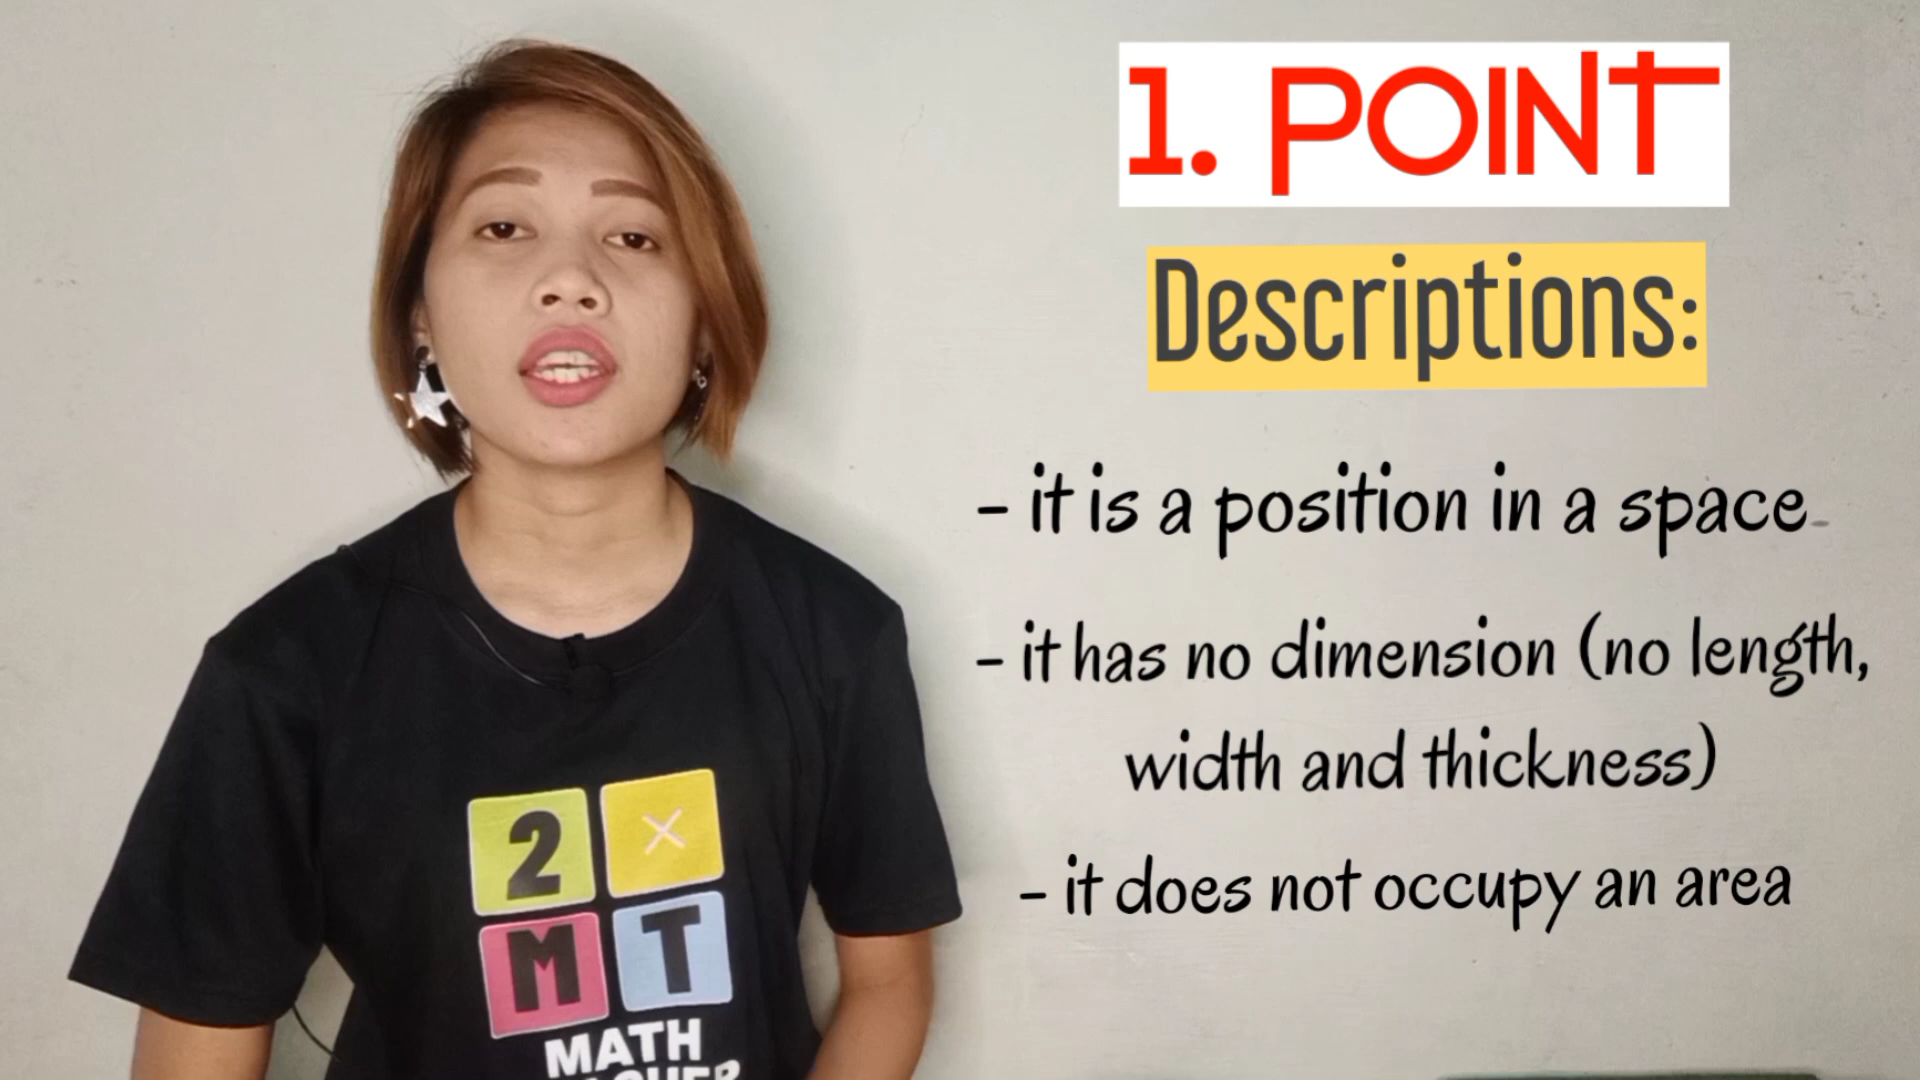 1. POINT
Descriptions:
- it is a position in a space
- it has no dimension (no length,
width and thickness)
- it does not occupy an area
2 ×
M T
MATH